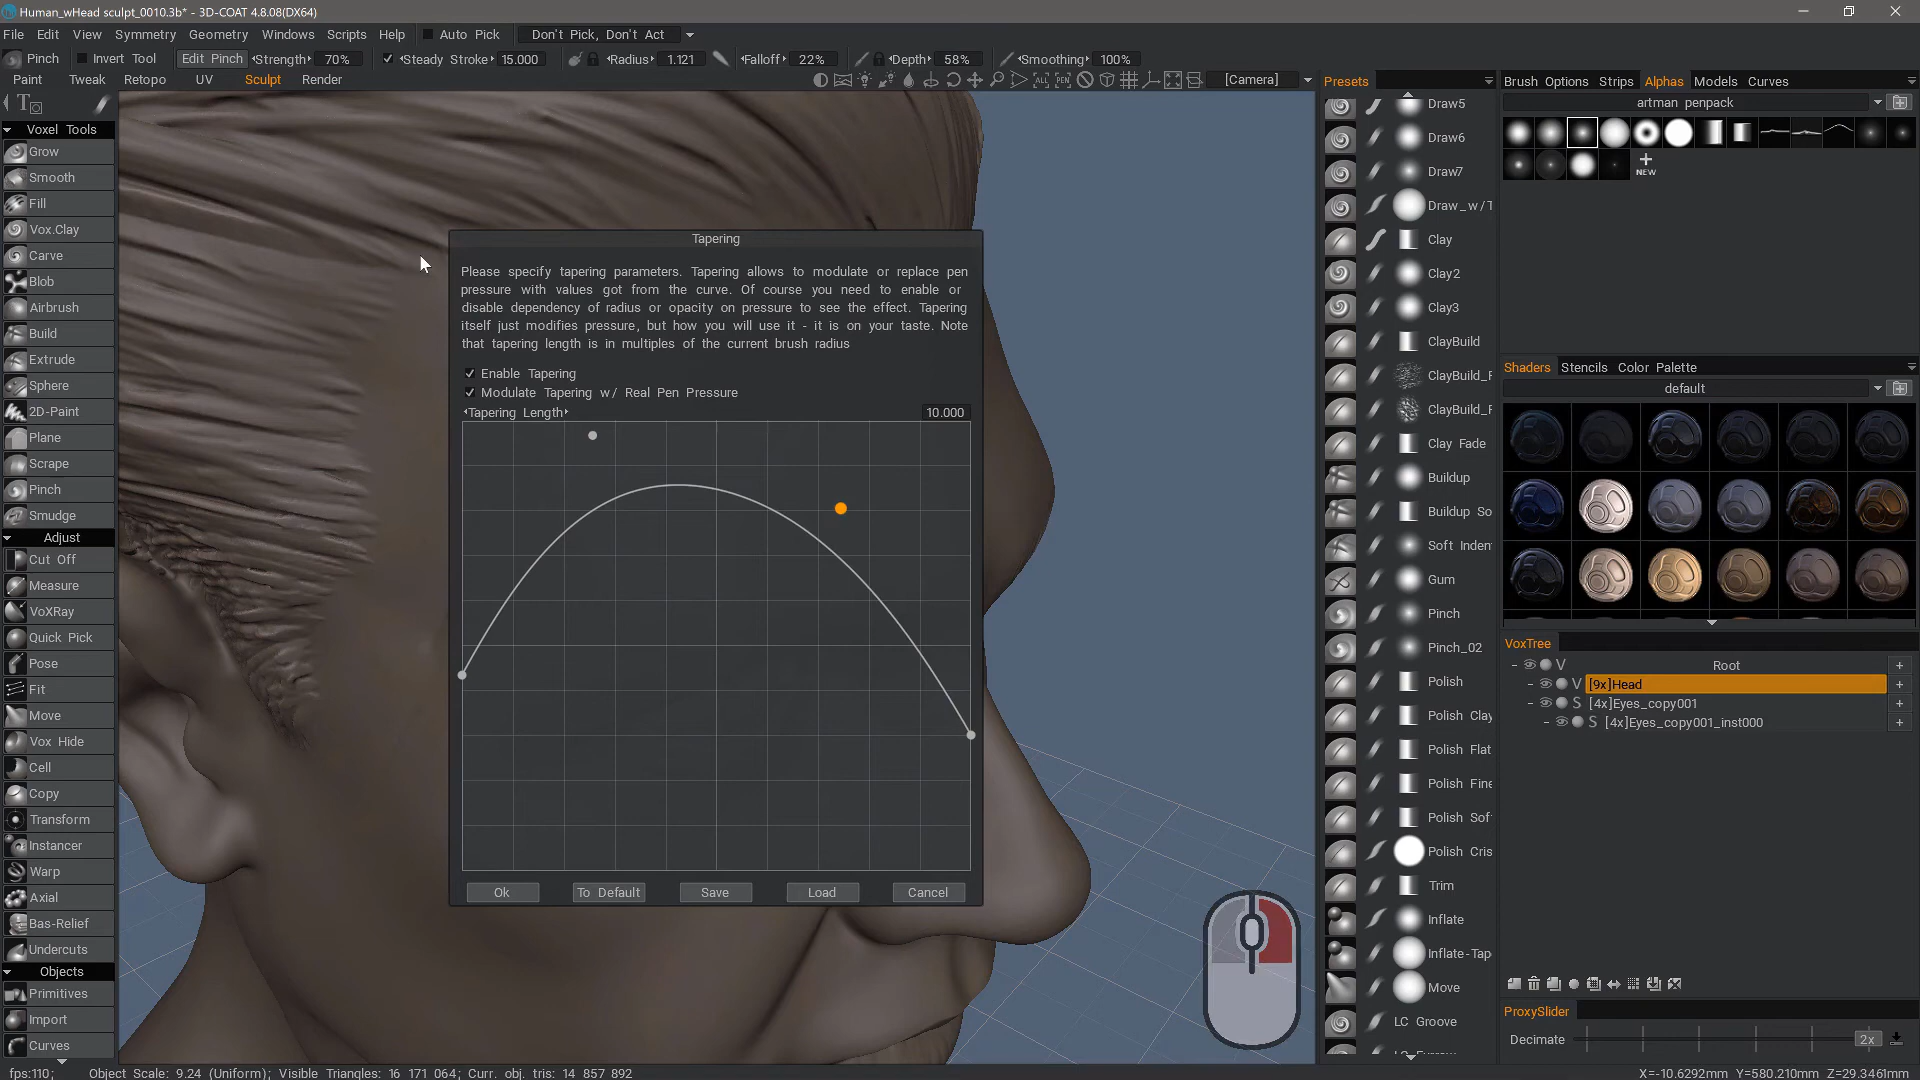 Human_wHead sculpt_0010.3b* - 3D-COAT 4.8.08(DX64)
File Edit View Symmetry Geometry Windows Scripts Help Auto Pick Don't Pick, Don't Act
Pinch Invert Tool Edit Pinch Strength 70% Steady Stroke 15.000 Radius 1.121 Falloff 22% Depth 58% Smoothing 100%
Paint Tweak Retopo UV Sculpt Render [Camera]
Voxel Tools
Grow
Smooth
Fill
Vox.Clay
Carve
Blob
Airbrush
Build
Extrude
Sphere
2D-Paint
Plane
Scrape
Pinch
Smudge
Adjust
Cut Off
Measure
VoXRay
Quick Pick
Pose
Fit
Move
Vox Hide
Cell
Copy
Transform
Instancer
Warp
Axial
Bas-Relief
Undercuts
Objects
Primitives
Import
Curves
Tapering
Please specify tapering parameters. Tapering allows to modulate or replace pen
pressure with values got from the curve. Of course you need to enable or
disable dependency of radius or opacity on pressure to see the effect. Tapering
itself just modifies pressure, but how you will use it - it is on your taste. Note
that tapering length is in multiples of the current brush radius
Enable Tapering
Modulate Tapering w/ Real Pen Pressure
Tapering Length 10.000
Ok To Default Save Load Cancel
Presets
Draw5
Draw6
Draw7
Draw_w/T
Clay
Clay2
Clay3
ClayBuild
ClayBuild_F
ClayBuild_F
Clay Fade
Buildup
Buildup So
Soft Inden
Gum
Pinch
Pinch_02
Polish
Polish Clay
Polish Flat
Polish Fine
Polish Sof
Polish Cris
Trim
Inflate
Inflate-Tap
Move
LC Groove
Brush Options Strips Alphas Models Curves
artman penpack
NEW
Shaders Stencils Color Palette
default
VoxTree
V Root +
V [9x]Head +
S [4x]Eyes_copy001 +
S [4x]Eyes_copy001_inst000 +
ProxySlider
Decimate 2x
fps:110; Object Scale: 9.24 (Uniform); Visible Triangles: 16 171 064; Curr. obj. tris: 14 857 892 X=-10.6292mm Y=580.210mm Z=29.3461mm